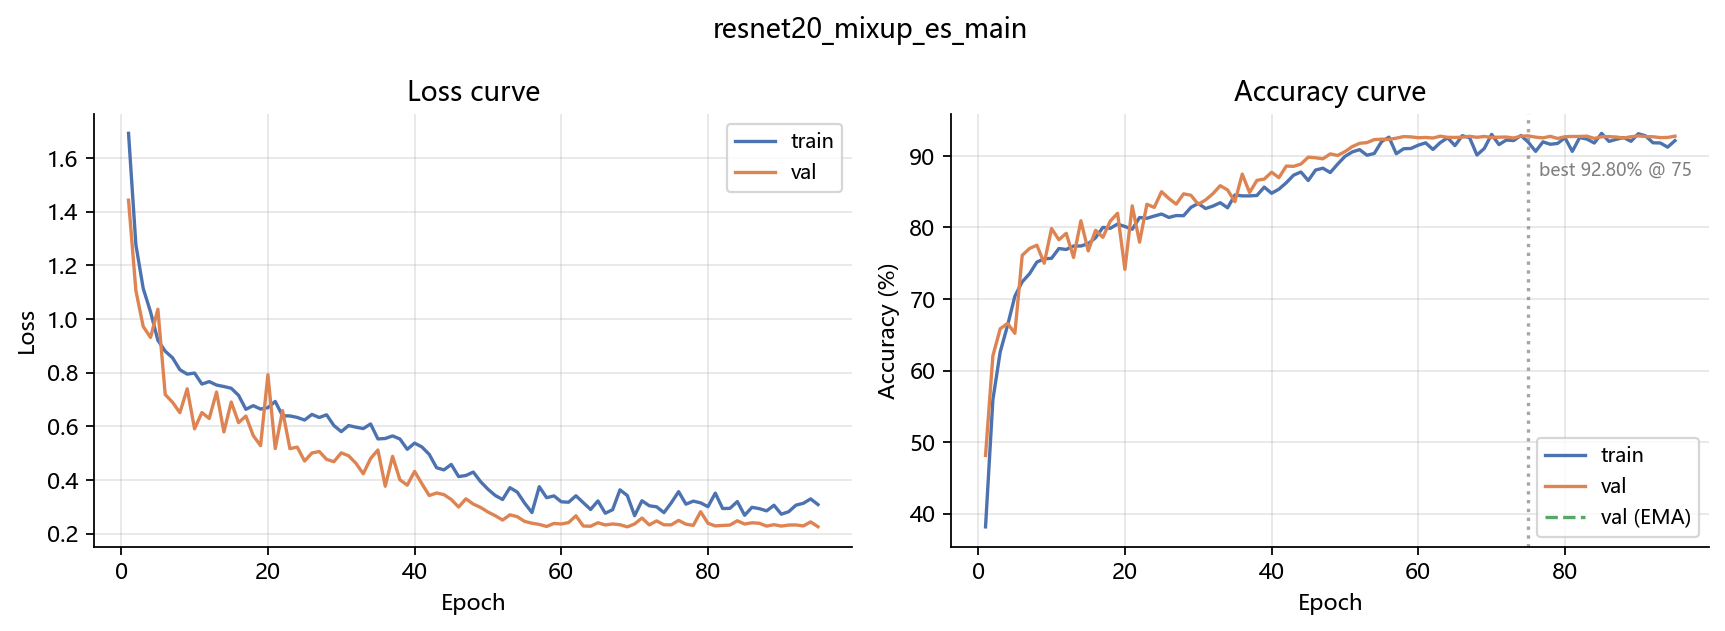 resnet20_mixup_es_main
Loss curve
train
val
1.6
1.4
1.2
1.0
0.8
0.6
0.4
0.2
Loss
0 20 40 60 80
Epoch
Accuracy curve
90
80
70
60
50
40
Accuracy (%)
best 92.80% @ 75
train
val
val (EMA)
0 20 40 60 80
Epoch